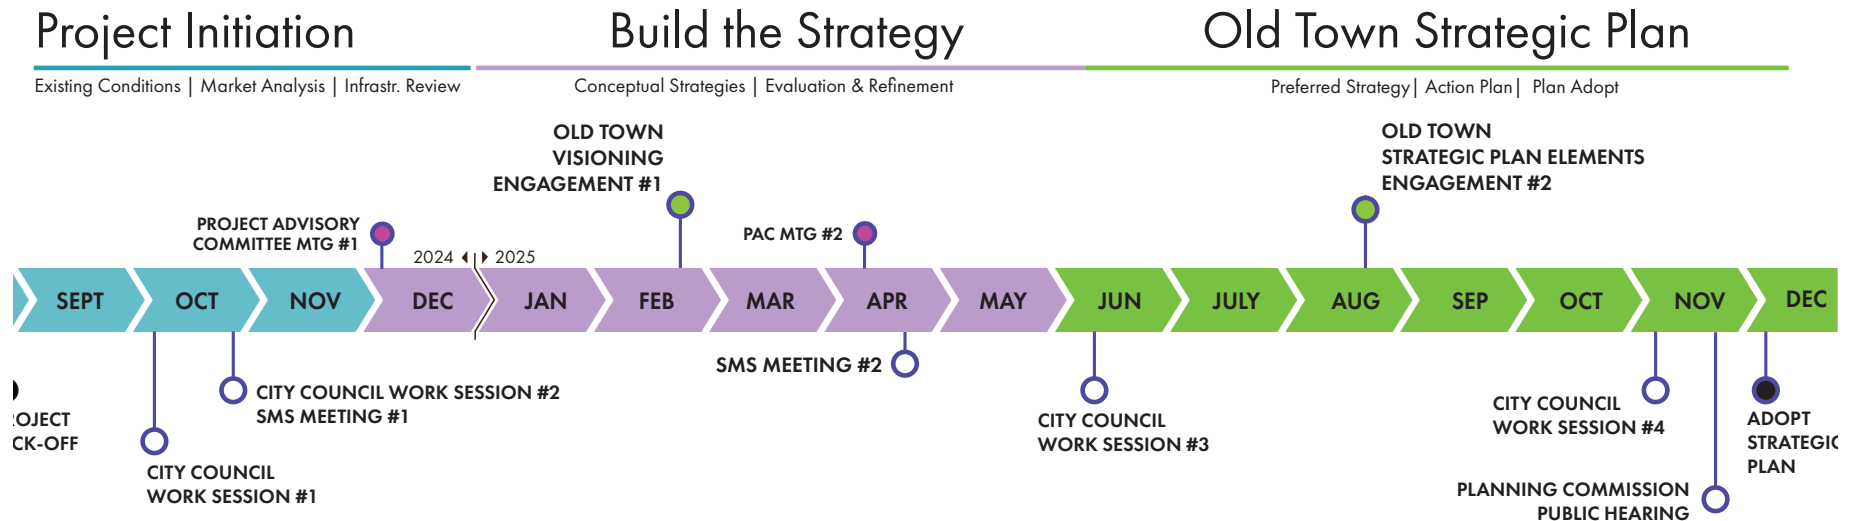 Project Initiation
Build the Strategy
Old Town Strategic Plan
Existing Conditions | Market Analysis | Infrastr. Review
Conceptual Strategies | Evaluation & Refinement
Preferred Strategy| Action Plan| Plan Adopt
OLD TOWN
VISIONING
ENGAGEMENT #1
OLD TOWN
STRATEGIC PLAN ELEMENTS
ENGAGEMENT #2
PROJECT ADVISORY
COMMITTEE MTG #1
PAC MTG #2
2024 2025
SEPT OCT NOV DEC JAN FEB MAR APR MAY JUN JULY AUG SEP OCT NOV DEC
SMS MEETING #2
CITY COUNCIL WORK SESSION #2
SMS MEETING #1
OJECT
CK-OFF
CITY COUNCIL
WORK SESSION #1
CITY COUNCIL
WORK SESSION #3
CITY COUNCIL
WORK SESSION #4
ADOPT
STRATEGIC
PLAN
PLANNING COMMISSION
PUBLIC HEARING